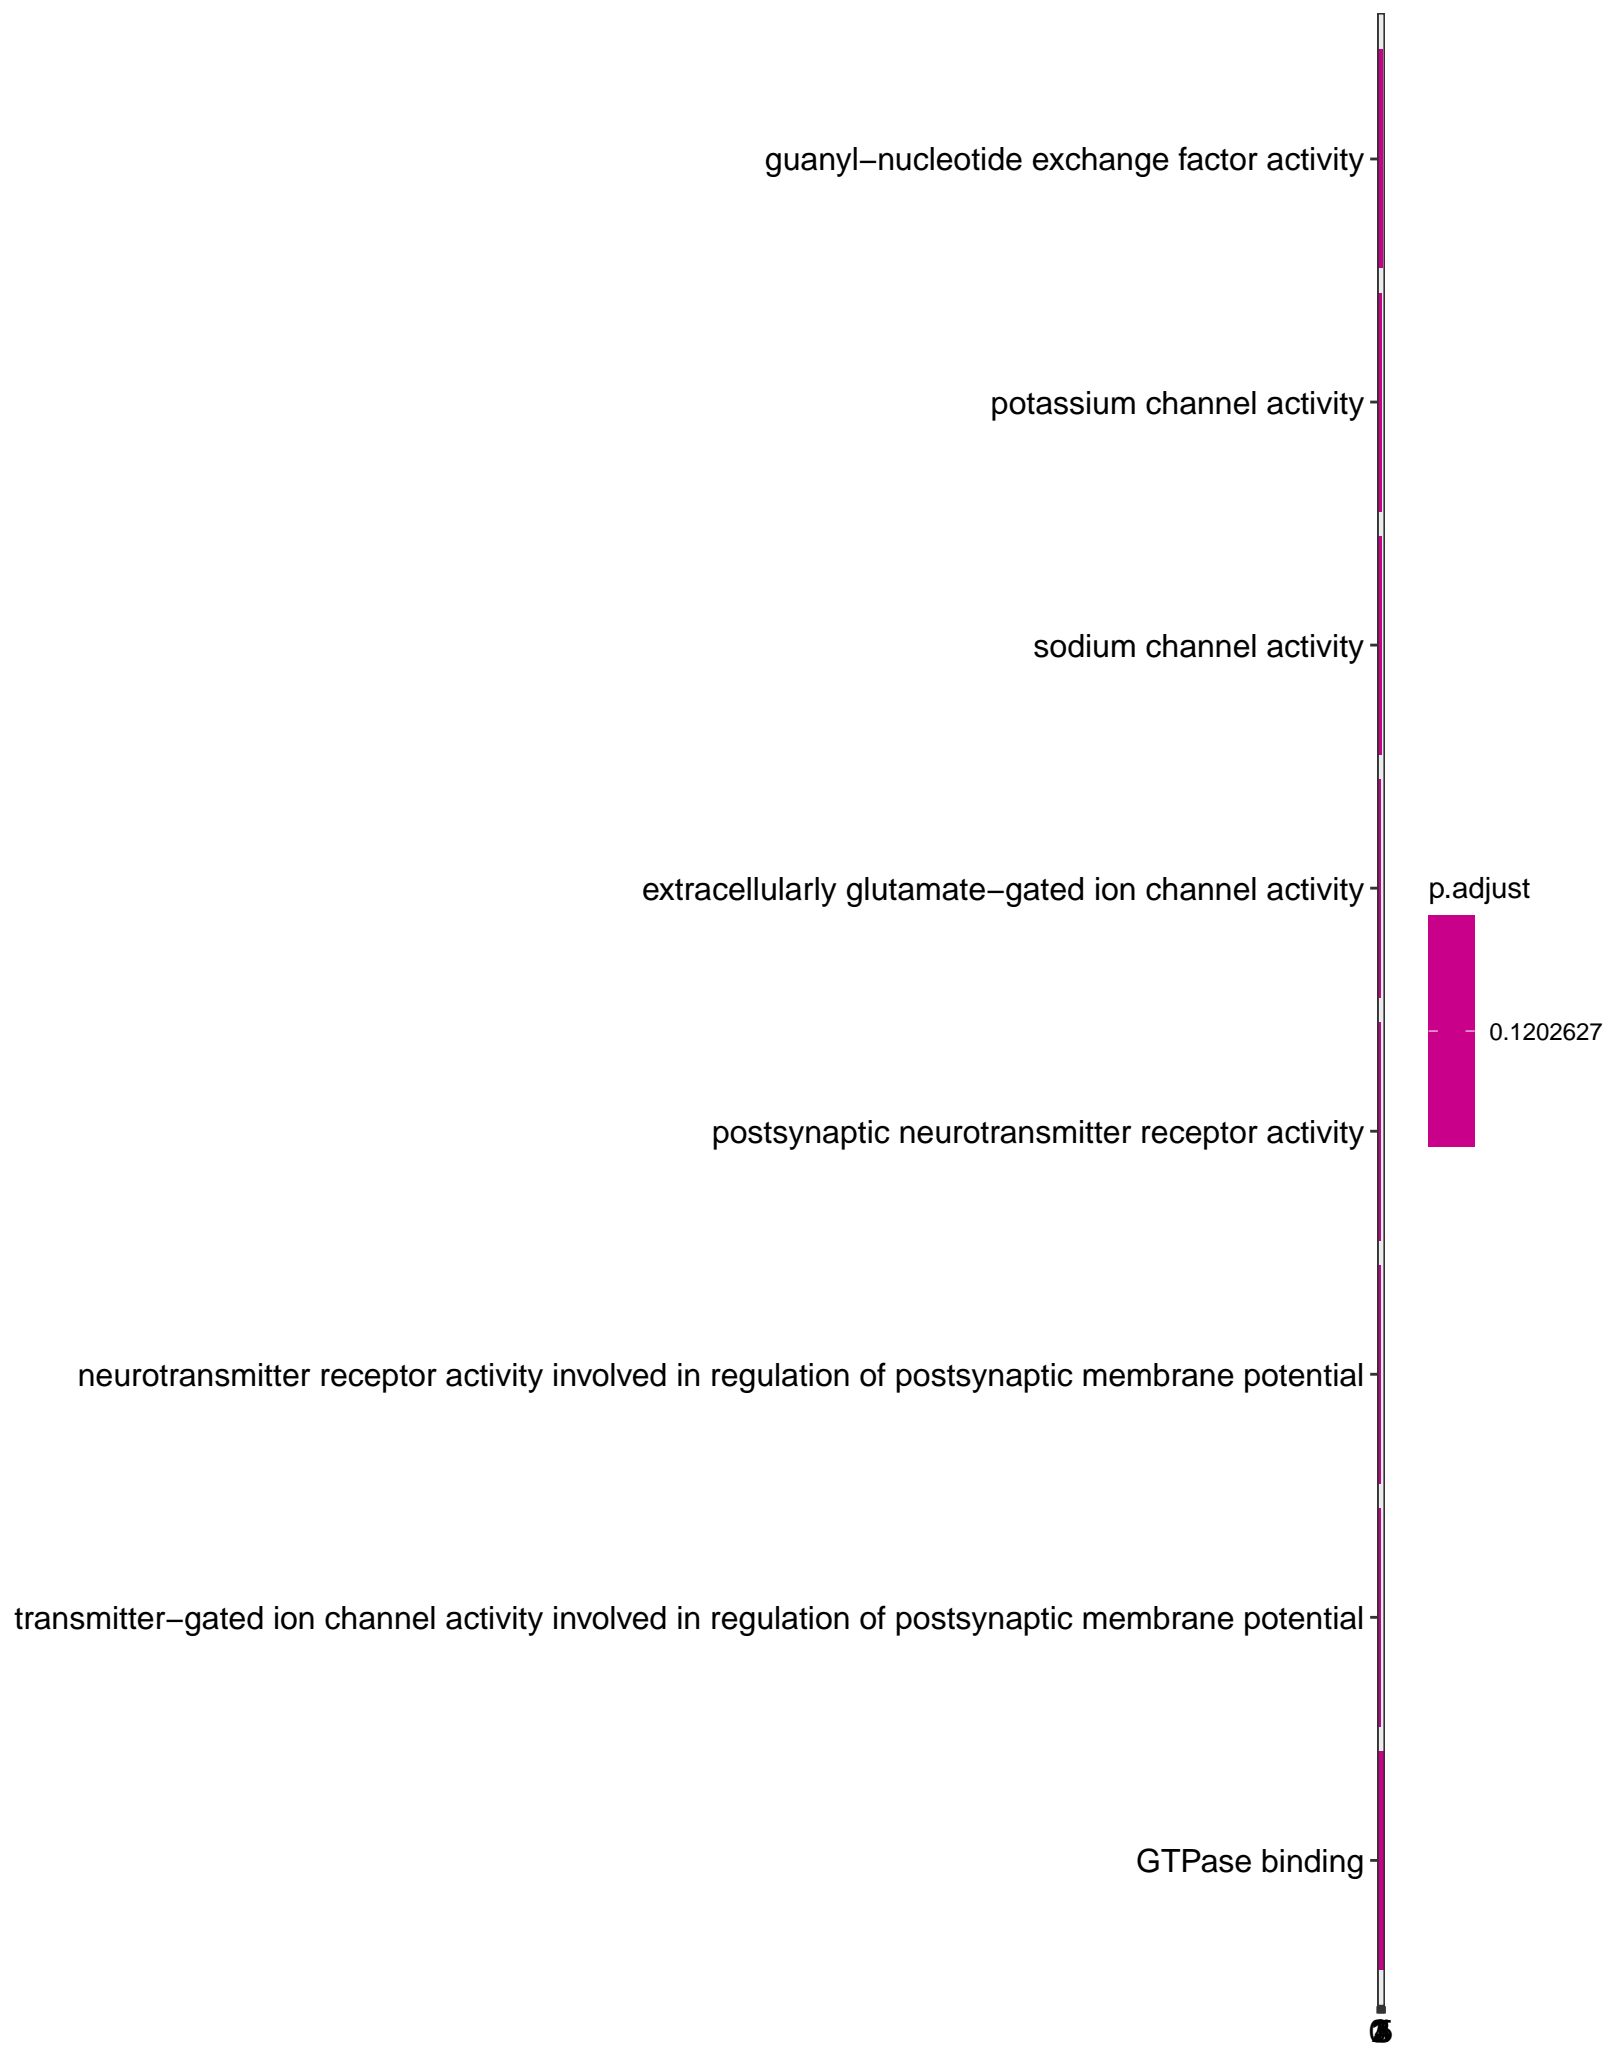 guanyl−nucleotide exchange factor activity
potassium channel activity
sodium channel activity
extracellularly glutamate−gated ion channel activity
p.adjust
0.1202627
postsynaptic neurotransmitter receptor activity
neurotransmitter receptor activity involved in regulation of postsynaptic membrane potential
transmitter−gated ion channel activity involved in regulation of postsynaptic membrane potential
GTPase binding